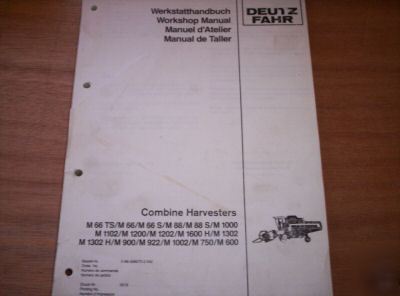 Werkstatthandbuch
Workshop Manual
Manuel d'Atelier
Manual de Taller
DEUTZ
FAHR
Combine Harvesters
M 66 TS/M 66/M 66 S/M 88/M 88 S/M 1000
M 1102/M 1200/M 1202/M 1600 H/M 1302
M 1302 H/M 900/M 922/M 1002/M 750/M 600